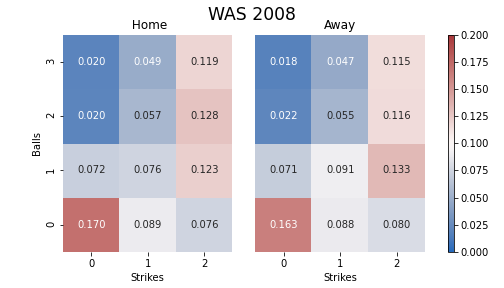 WAS 2008
Home Away
3 0.020 0.049 0.119 0.018 0.047 0.115 0.200
0.175
2 0.020 0.057 0.128 0.022 0.055 0.116 0.150
0.125
Balls
0.100
1 0.072 0.076 0.123 0.071 0.091 0.133 0.075
0.050
0 0.170 0.089 0.076 0.163 0.088 0.080 0.025
0.000
0 1 2 0 1 2
Strikes Strikes